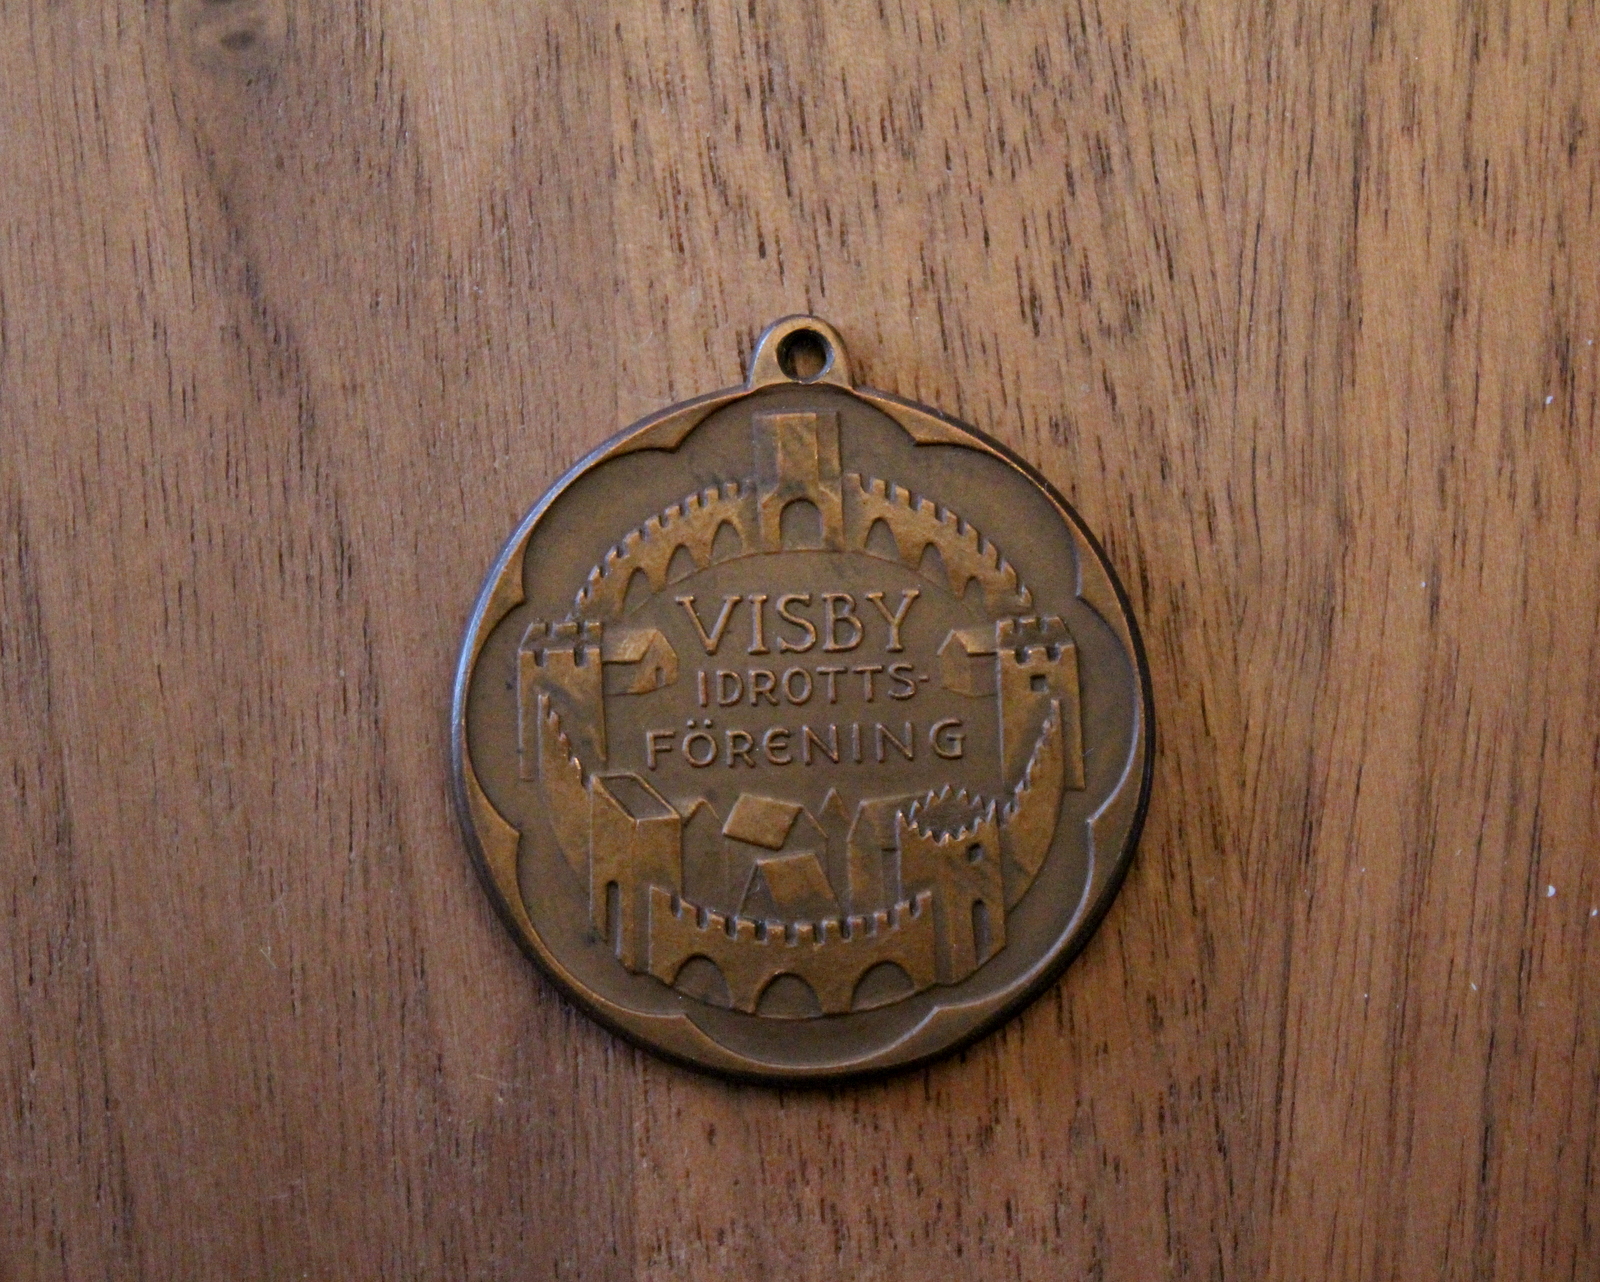 VISBY
IDROTTS-
FÖRENING